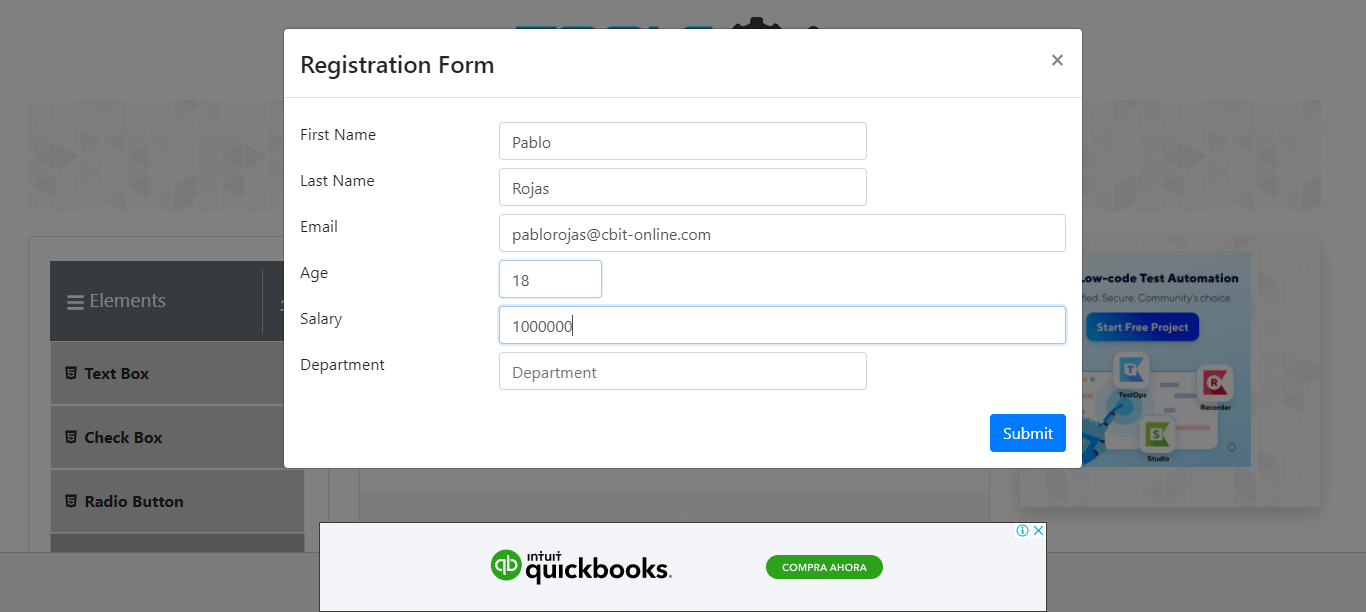 Registration Form
×
First Name
Pablo
Last Name
Rojas
Email
pablorojas@cbit-online.com
Age
18
Salary
1000000
Department
Department
Submit
Elements
Text Box
Check Box
Radio Button
ow-code Test Automation
fied. Secure. Community's choice.
Start Free Project
TestOps
Recorder
Studio
intuit
quickbooks.
COMPRA AHORA